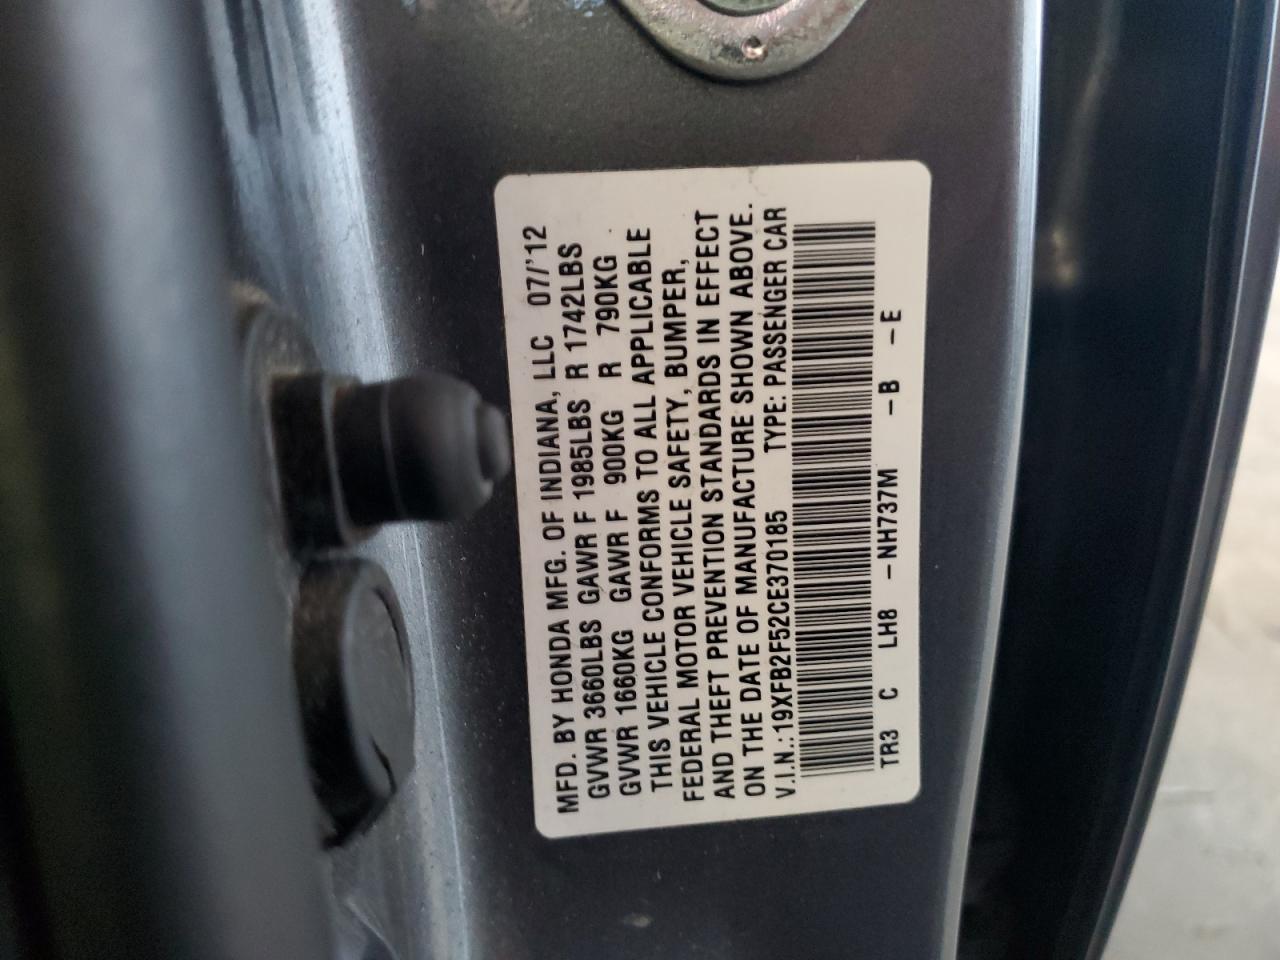 MFD. BY HONDA MFG. OF INDIANA, LLC 07/'12
GVWR 3660LBS GAWR F 1985LBS R 1742LBS
GVWR 1660KG GAWR F 900KG R 790KG
THIS VEHICLE CONFORMS TO ALL APPLICABLE
FEDERAL MOTOR VEHICLE SAFETY, BUMPER,
AND THEFT PREVENTION STANDARDS IN EFFECT
ON THE DATE OF MANUFACTURE SHOWN ABOVE.
V.I.N.: 19XFB2F52CE370185 TYPE: PASSENGER CAR
TR3 C LH8 -NH737M -B -E